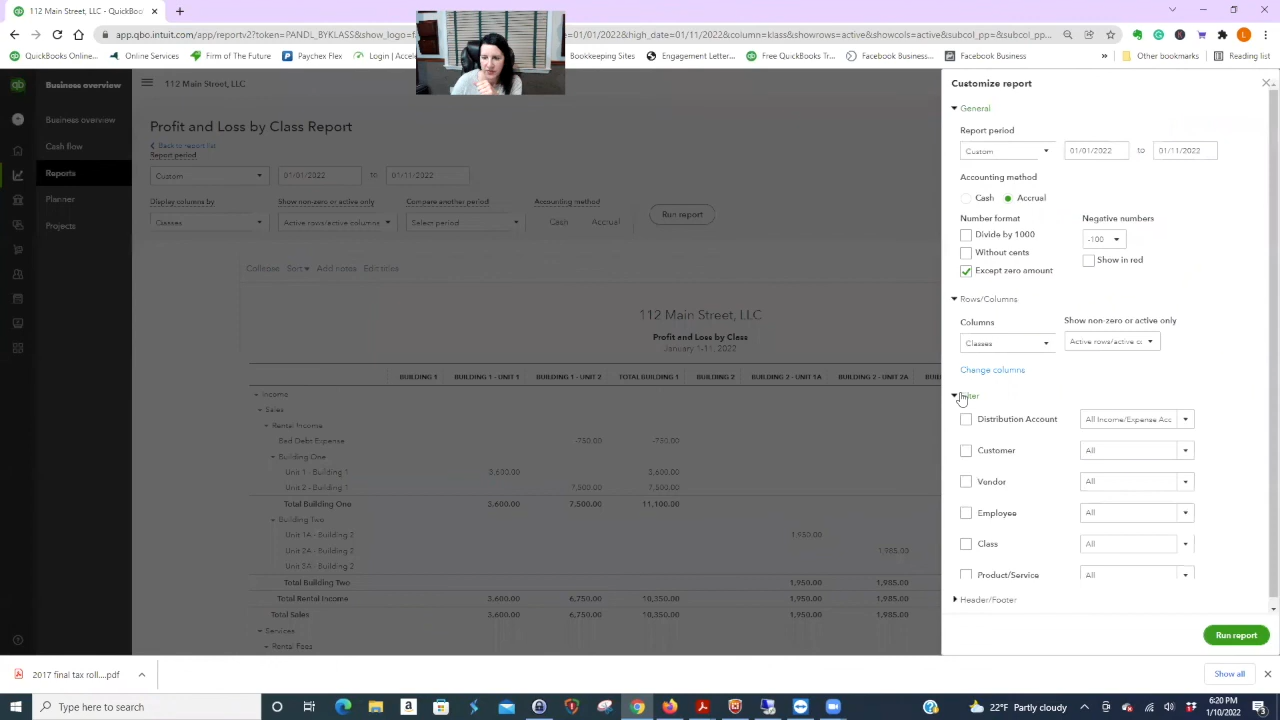 112 Main Street, LLC - QuickBo
Other bookmarks
Reading list
QuickBooks Online...
Online Services
Paychex Flex
Bookkeeping Sites
Engagement-Letter...
Free QuickBooks Tr...
Facebook Business...
Facebook Business
Business overview
112 Main Street, LLC
Business overview
Cash flow
Reports
Planner
Projects
Profit and Loss by Class Report
Back to report list
Report period
Custom
01/01/2022
to
01/11/2022
Display columns by
Show non-zero or active only
Compare another period
Accounting method
Classes
Active rows/active columns
Select period
Cash
Accrual
Run report
Collapse
Sort
Add notes
Edit titles
112 Main Street, LLC
Profit and Loss by Class
January 1-11, 2022
BUILDING 1
BUILDING 1 - UNIT 1
BUILDING 1 - UNIT 2
TOTAL BUILDING 1
BUILDING 2
BUILDING 2 - UNIT 1A
BUILDING 2 - UNIT 2A
Income
Sales
Rental Income
Bad Debt Expense -750.00 -750.00
Building One
Unit 1 - Building 1 3,600.00 3,600.00
Unit 2 - Building 1 7,500.00 7,500.00
Total Building One 3,600.00 7,500.00 11,100.00
Building Two
Unit 1A - Building 2 1,950.00
Unit 2A - Building 2 1,985.00
Unit 3A - Building 2
Total Building Two 1,950.00 1,985.00
Total Rental Income 3,600.00 6,750.00 10,350.00 1,950.00 1,985.00
Total Sales 3,600.00 6,750.00 10,350.00 1,950.00 1,985.00
Services
Customize report
General
Report period
Custom
01/01/2022
to
01/11/2022
Accounting method
Cash
Accrual
Number format
Negative numbers
Divide by 1000
-100
Without cents
Show in red
Except zero amount
Rows/Columns
Columns
Show non-zero or active only
Classes
Active rows/active cc
Change columns
Distribution Account
All Income/Expense Acc
Customer
All
Vendor
All
Employee
All
Class
All
Product/Service
All
Header/Footer
Run report
2017 final tax roll....pdf
Show all
Type here to search
22°F Partly cloudy
6:20 PM
1/10/2022